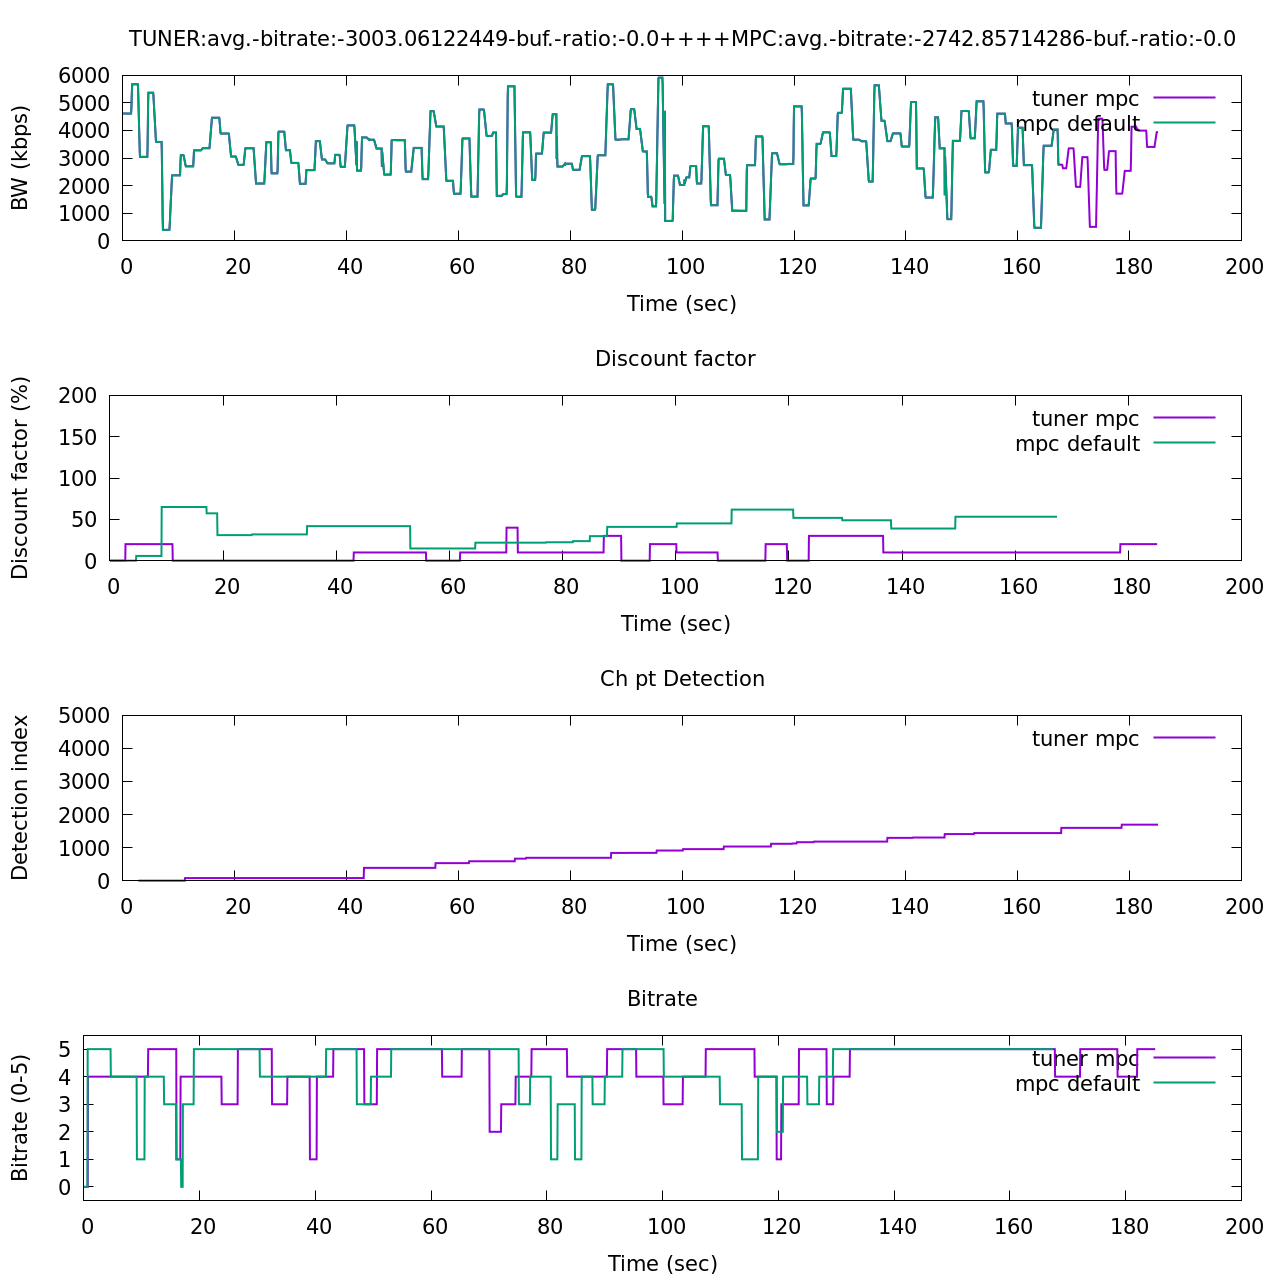 TUNER:avg.-bitrate:-3003.06122449-buf.-ratio:-0.0++++MPC:avg.-bitrate:-2742.85714286-buf.-ratio:-0.0
BW (kbps)
6000
5000
4000
3000
2000
1000
0
tuner mpc
mpc default
0 20 40 60 80 100 120 140 160 180 200
Time (sec)
Discount factor
Discount factor (%)
200
150
100
50
0
tuner mpc
mpc default
0 20 40 60 80 100 120 140 160 180 200
Time (sec)
Ch pt Detection
Detection index
5000
4000
3000
2000
1000
0
tuner mpc
0 20 40 60 80 100 120 140 160 180 200
Time (sec)
Bitrate
Bitrate (0-5)
5
4
3
2
1
0
tuner mpc
mpc default
0 20 40 60 80 100 120 140 160 180 200
Time (sec)